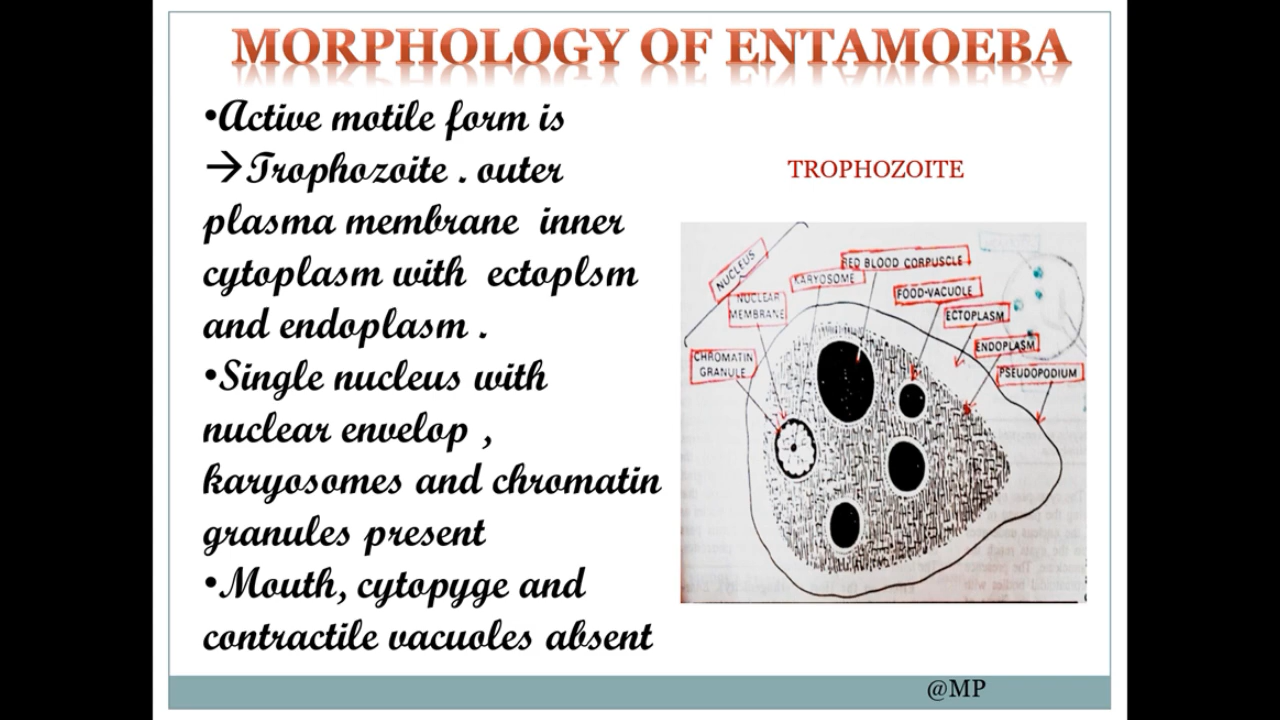 MORPHOLOGY OF ENTAMOEBA
•Active motile form is
→Trophozoite . outer
plasma membrane inner
cytoplasm with ectoplsm
and endoplasm .
•Single nucleus with
nuclear envelop ,
karyosomes and chromatin
granules present
•Mouth, cytopyge and
contractile vacuoles absent
TROPHOZOITE
NUCLEUS
RED BLOOD CORPUSCLE
KARYOSOME
FOOD-VACUOLE
NUCLEAR
MEMBRANE
ECTOPLASM
ENDOPLASM
CHROMATIN
GRANULE
PSEUDOPODIUM
@MP